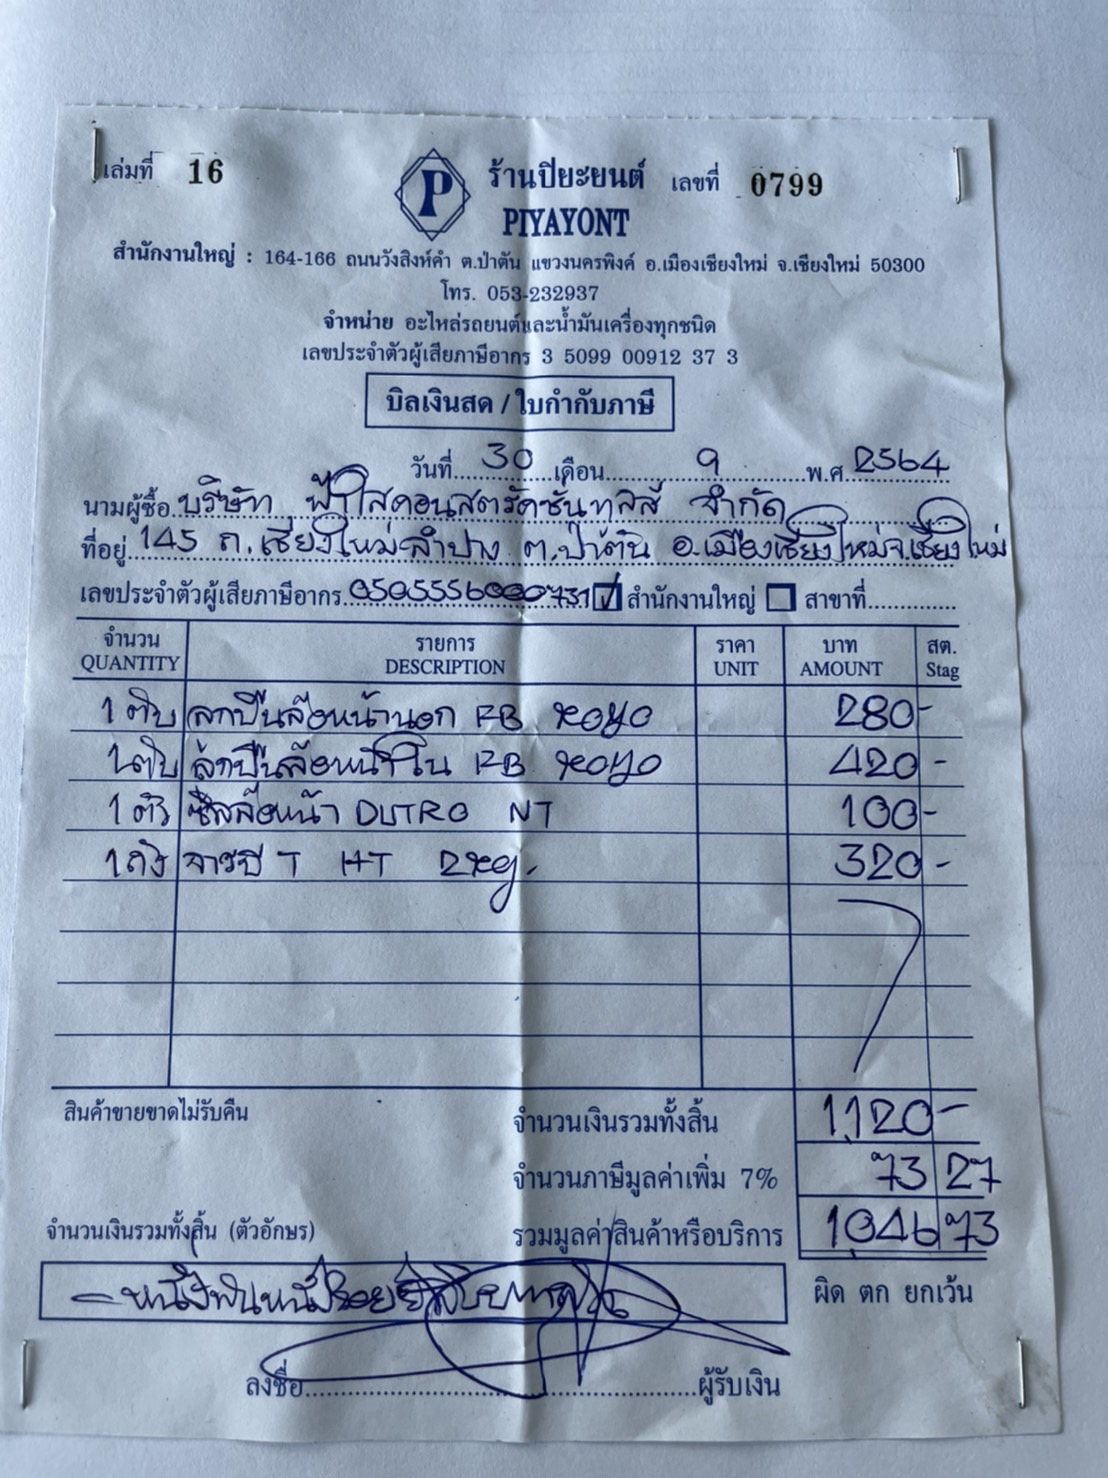 เล่มที่ 16
ร้านปิยะยนต์ เลขที่ 0799
P
PIYAYONT
สำนักงานใหญ่ : 164-166 ถนนวังสิงห์คำ ต.ป่าตัน แขวงนครพิงค์ อ.เมืองเชียงใหม่ จ.เชียงใหม่ 50300
โทร. 053-232937
จำหน่าย อะไหล่รถยนต์และน้ำมันเครื่องทุกชนิด
เลขประจำตัวผู้เสียภาษีอากร 3 5099 00912 37 3
บิลเงินสด / ใบกำกับภาษี
วันที่ 30 เดือน 9 พ.ศ 2564
นามผู้ซื้อ บริษัท ฟ้าใสคอนสตรัคชั่นทูลส์ จำกัด
ที่อยู่ 145 ถ.เชียงใหม่-ลำปาง ต.ป่าตัน อ.เมืองเชียงใหม่ จ.เชียงใหม่
เลขประจำตัวผู้เสียภาษีอากร 0505556000731 สำนักงานใหญ่ สาขาที่
จำนวน รายการ ราคา บาท สต.
QUANTITY DESCRIPTION UNIT AMOUNT Stag
1 ตับ ลูกปืนล้อหน้านอก FB KOYO 280-
1 ตับ ลูกปืนล้อหน้าใน FB KOYO 420-
1 ตัว ซีลล้อหน้า DUTRO NT 100-
1 ถัง จารบี T HT 2kg. 320-
สินค้าขายขาดไม่รับคืน จำนวนเงินรวมทั้งสิ้น 1,120-
จำนวนภาษีมูลค่าเพิ่ม 7% 73 27
จำนวนเงินรวมทั้งสิ้น (ตัวอักษร) รวมมูลค่าสินค้าหรือบริการ 1,046 73
-หนึ่งพันหนึ่งร้อยยี่สิบบาทถ้วน
ผิด ตก ยกเว้น
ลงชื่อ ผู้รับเงิน